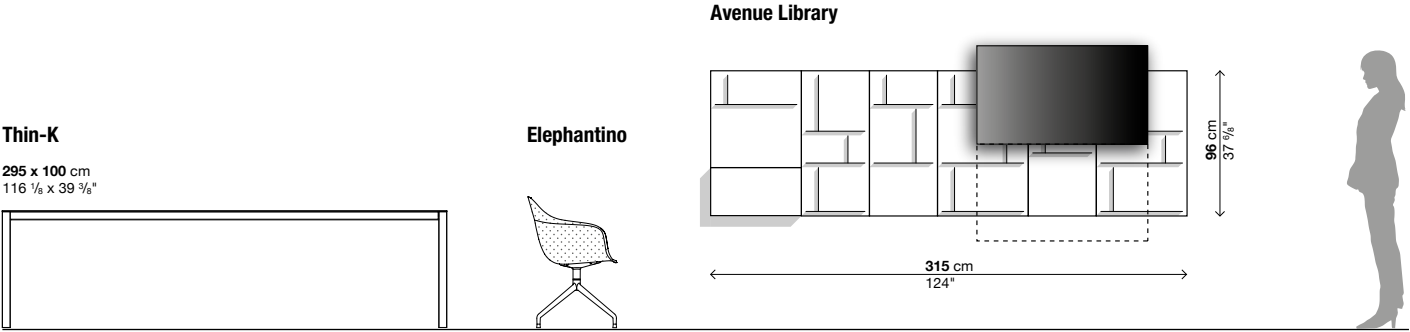 Avenue Library
Thin-K
295 x 100 cm
116 ⅛ x 39 ⅜"
Elephantino
96 cm
37 ⁶/₈"
315 cm
124"